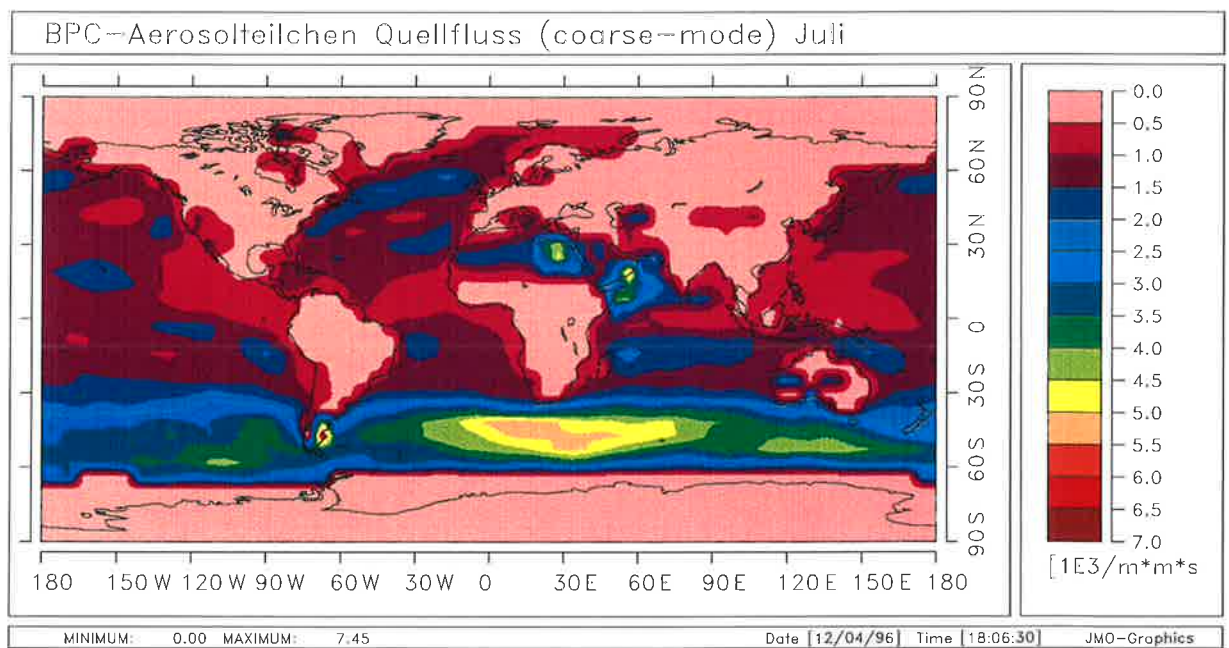 BPC-Aerosolteilchen Quellfluss (coarse-mode) Juli
90N
60N
30N
0
30S
60S
90S
180 150W 120W 90W 60W 30W 0 30E 60E 90E 120E 150E 180
0.0
0.5
1.0
1.5
2.0
2.5
3.0
3.5
4.0
4.5
5.0
5.5
6.0
6.5
7.0
[1E3/m*m*s
MINIMUM: 0.00 MAXIMUM: 7.45 Date [12/04/96] Time [18:06:30] JMO-Graphics